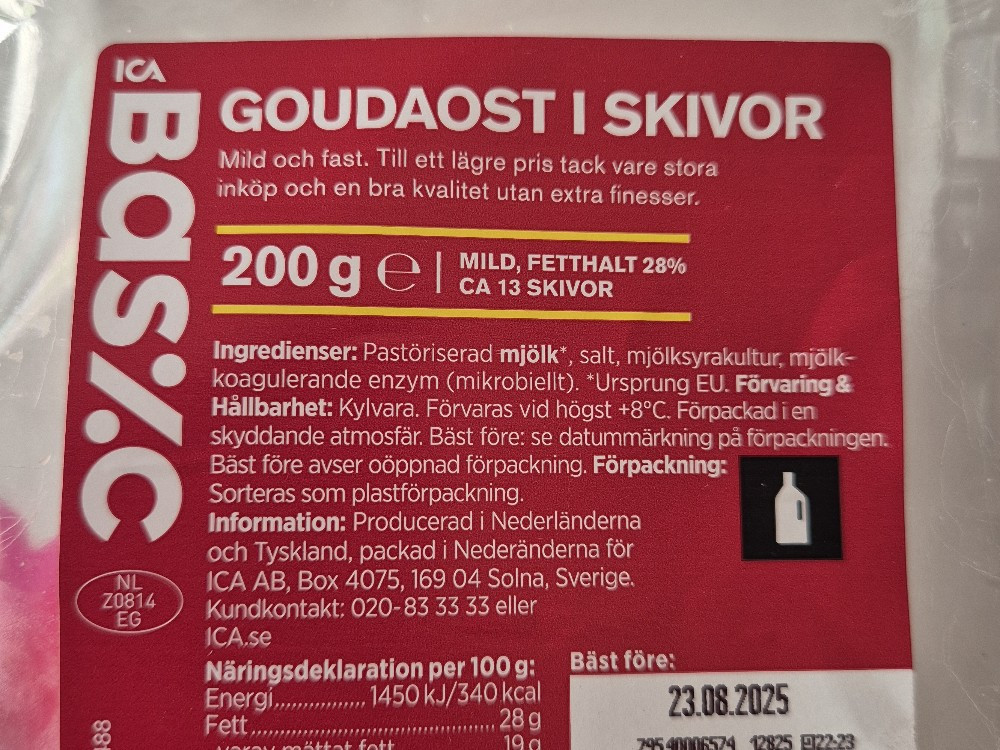 ICA
Basic
GOUDAOST I SKIVOR
Mild och fast. Till ett lägre pris tack vare stora
inköp och en bra kvalitet utan extra finesser.
200 g ℮ | MILD, FETTHALT 28%
CA 13 SKIVOR
Ingredienser: Pastöriserad mjölk*, salt, mjölksyrakultur, mjölk-
koagulerande enzym (mikrobiellt). *Ursprung EU. Förvaring &
Hållbarhet: Kylvara. Förvaras vid högst +8°C. Förpackad i en
skyddande atmosfär. Bäst före: se datummärkning på förpackningen.
Bäst före avser oöppnad förpackning. Förpackning:
Sorteras som plastförpackning.
Information: Producerad i Nederländerna
och Tyskland, packad i Nederänderna för
ICA AB, Box 4075, 169 04 Solna, Sverige.
Kundkontakt: 020-83 33 33 eller
ICA.se
NL
Z0814
EG
Näringsdeklaration per 100 g:
Energi................. 1450 kJ/340 kcal
Fett........................................ 28 g
varav mättat fett 19 g
Bäst före:
23.08.2025
79540006574 12825 22-23